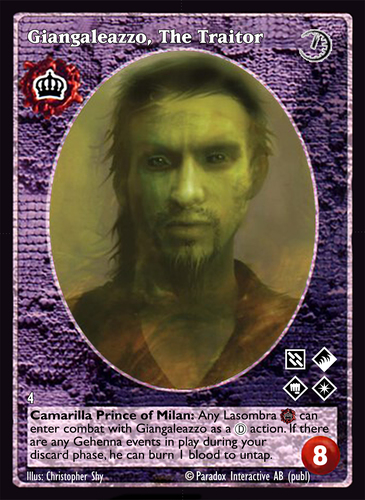 Giangaleazzo, The Traitor
4
Camarilla Prince of Milan: Any Lasombra can
enter combat with Giangaleazzo as a D action. If there
are any Gehenna events in play during your
discard phase, he can burn 1 blood to untap.
8
Illus: Christopher Shy
© Paradox Interactive AB (publ)